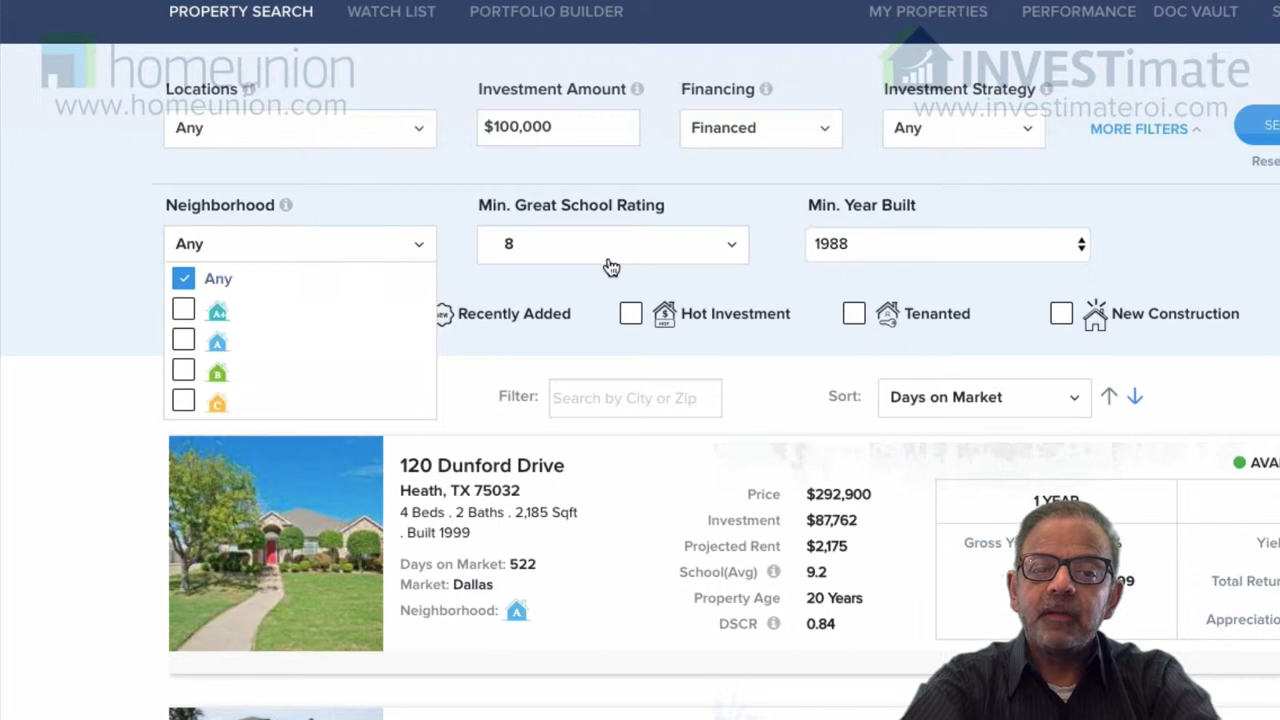 PROPERTY SEARCH WATCH LIST PORTFOLIO BUILDER MY PROPERTIES PERFORMANCE DOC VAULT
homeunion
www.homeunion.com
INVESTimate
www.investimateroi.com
Locations Investment Amount Financing Investment Strategy
Any $100,000 Financed Any MORE FILTERS
Neighborhood Min. Great School Rating Min. Year Built
Any 8 1988
Any
A+
A
B
C
NEW Recently Added HOT Hot Investment Tenanted New Construction
Filter: Search by City or Zip Sort: Days on Market
120 Dunford Drive
Heath, TX 75032
4 Beds . 2 Baths . 2,185 Sqft
. Built 1999
Days on Market: 522
Market: Dallas
Neighborhood: A
Price $292,900
Investment $87,762
Projected Rent $2,175
School(Avg) 9.2
Property Age 20 Years
DSCR 0.84
1 YEAR
Gross